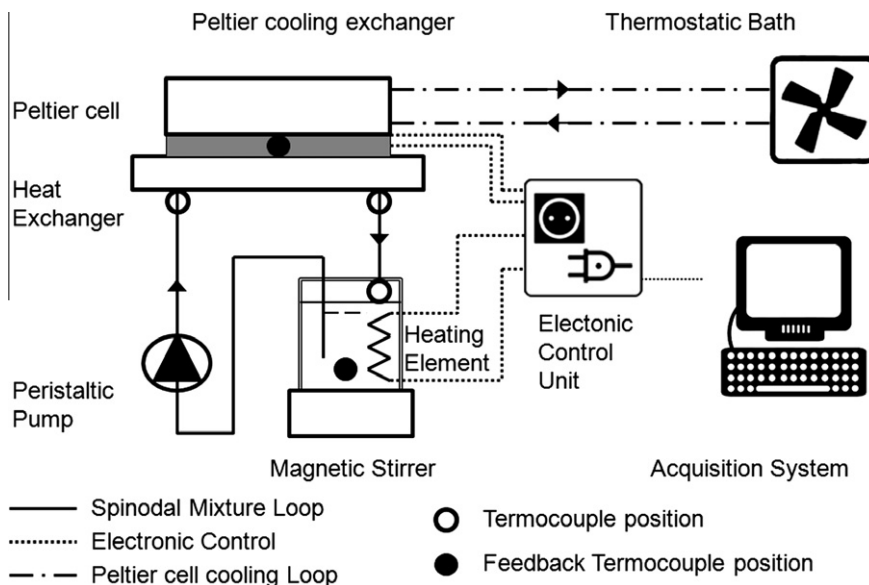 Peltier cooling exchanger
Thermostatic Bath
Peltier cell
Heat
Exchanger
Heating
Element
Electonic
Control
Unit
Peristaltic
Pump
Magnetic Stirrer
Acquisition System
Spinodal Mixture Loop
Electronic Control
Peltier cell cooling Loop
Termocouple position
Feedback Termocouple position